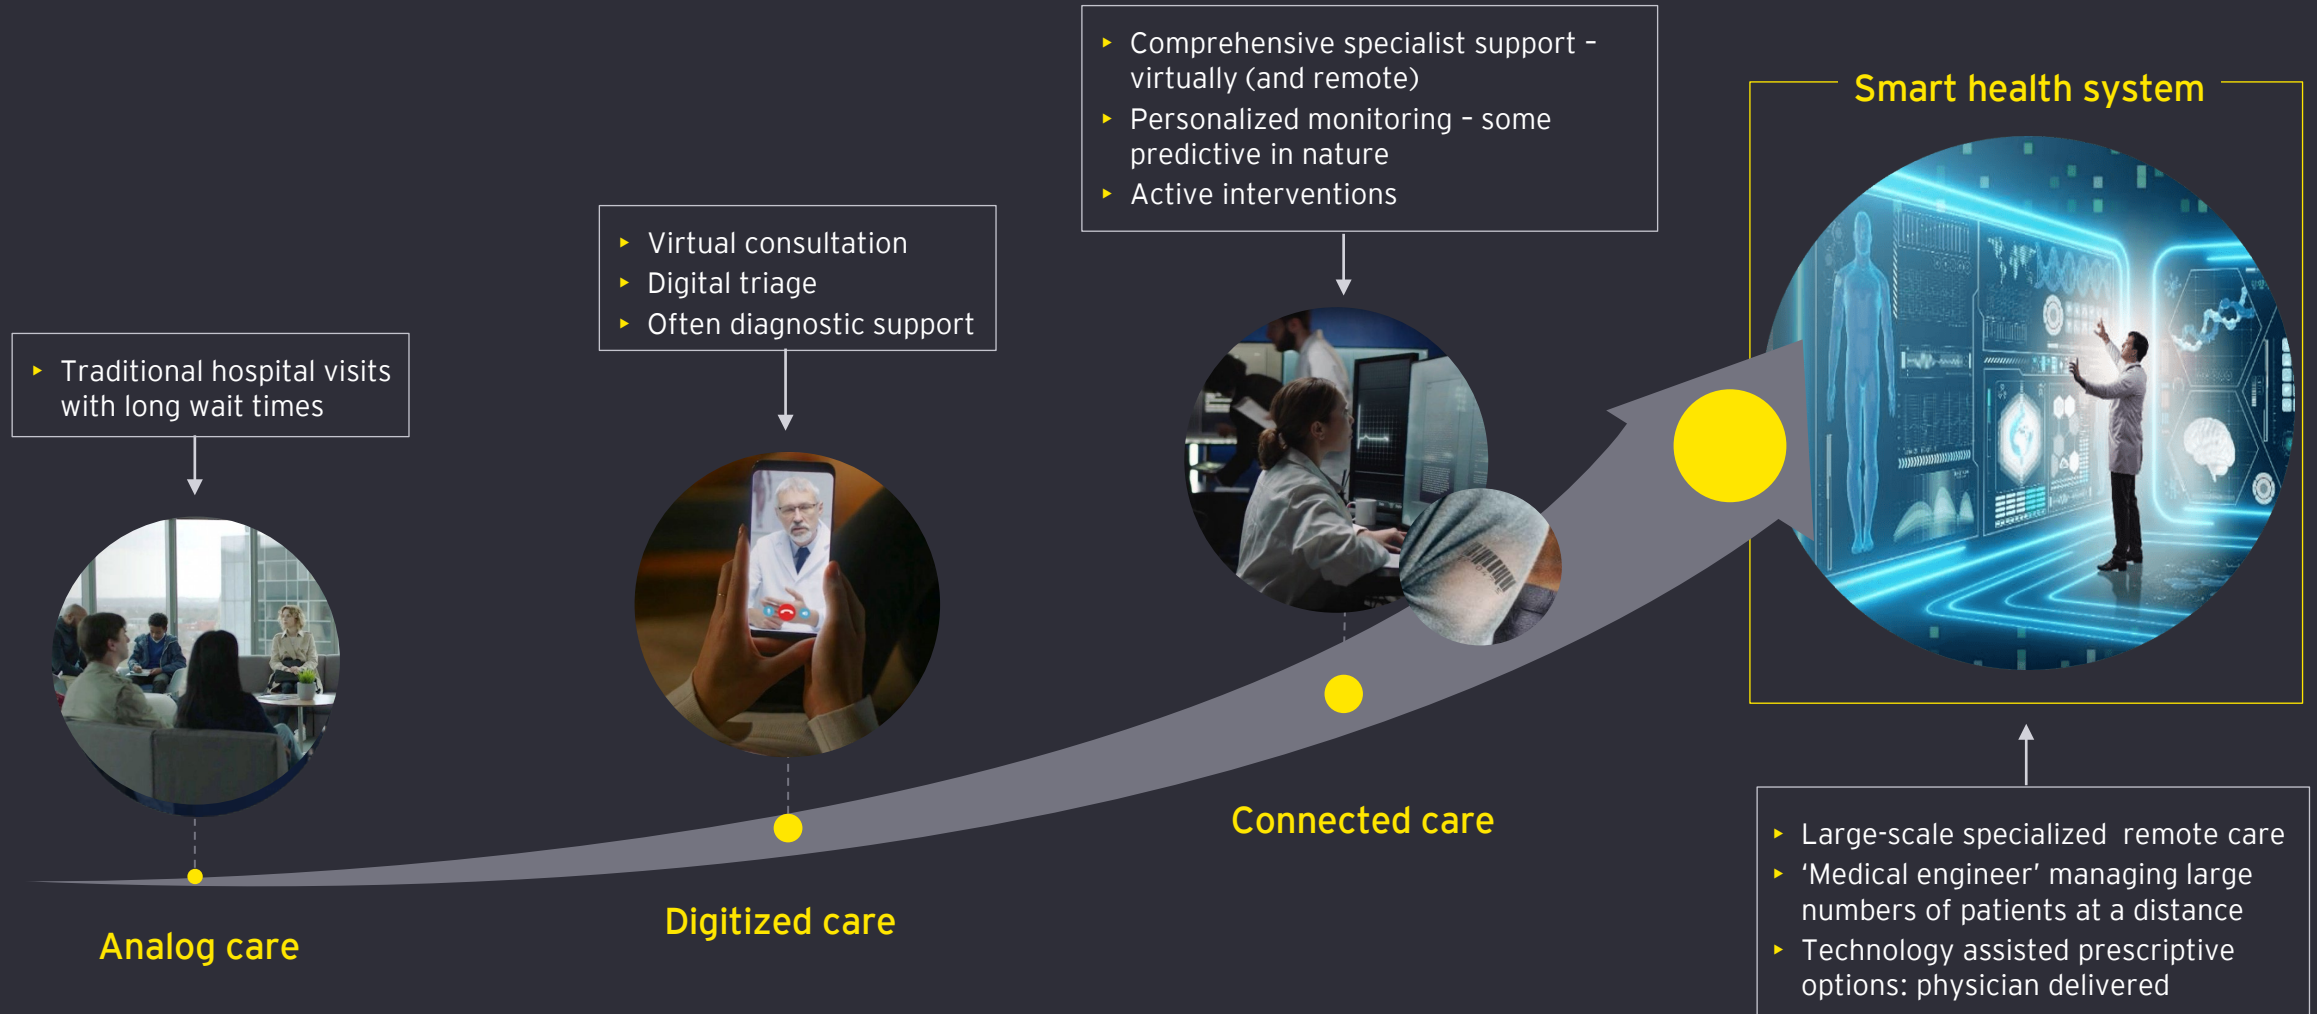 ▸ Traditional hospital visits
with long wait times
Analog care
▸ Virtual consultation
▸ Digital triage
▸ Often diagnostic support
Digitized care
▸ Comprehensive specialist support –
virtually (and remote)
▸ Personalized monitoring – some
predictive in nature
▸ Active interventions
Connected care
Smart health system
▸ Large-scale specialized  remote care
▸ ‘Medical engineer’ managing large
numbers of patients at a distance
▸ Technology assisted prescriptive
options: physician delivered